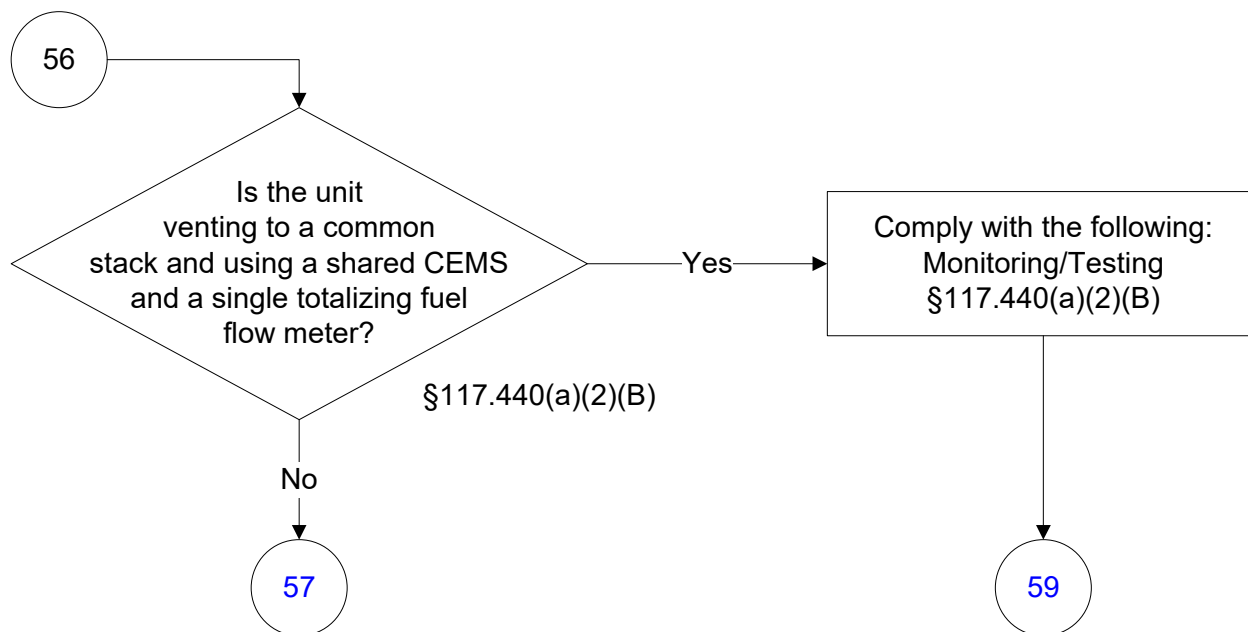 56
Is the unit
venting to a common
stack and using a shared CEMS
and a single totalizing fuel
flow meter?
Yes
Comply with the following:
Monitoring/Testing
§117.440(a)(2)(B)
§117.440(a)(2)(B)
No
57
59